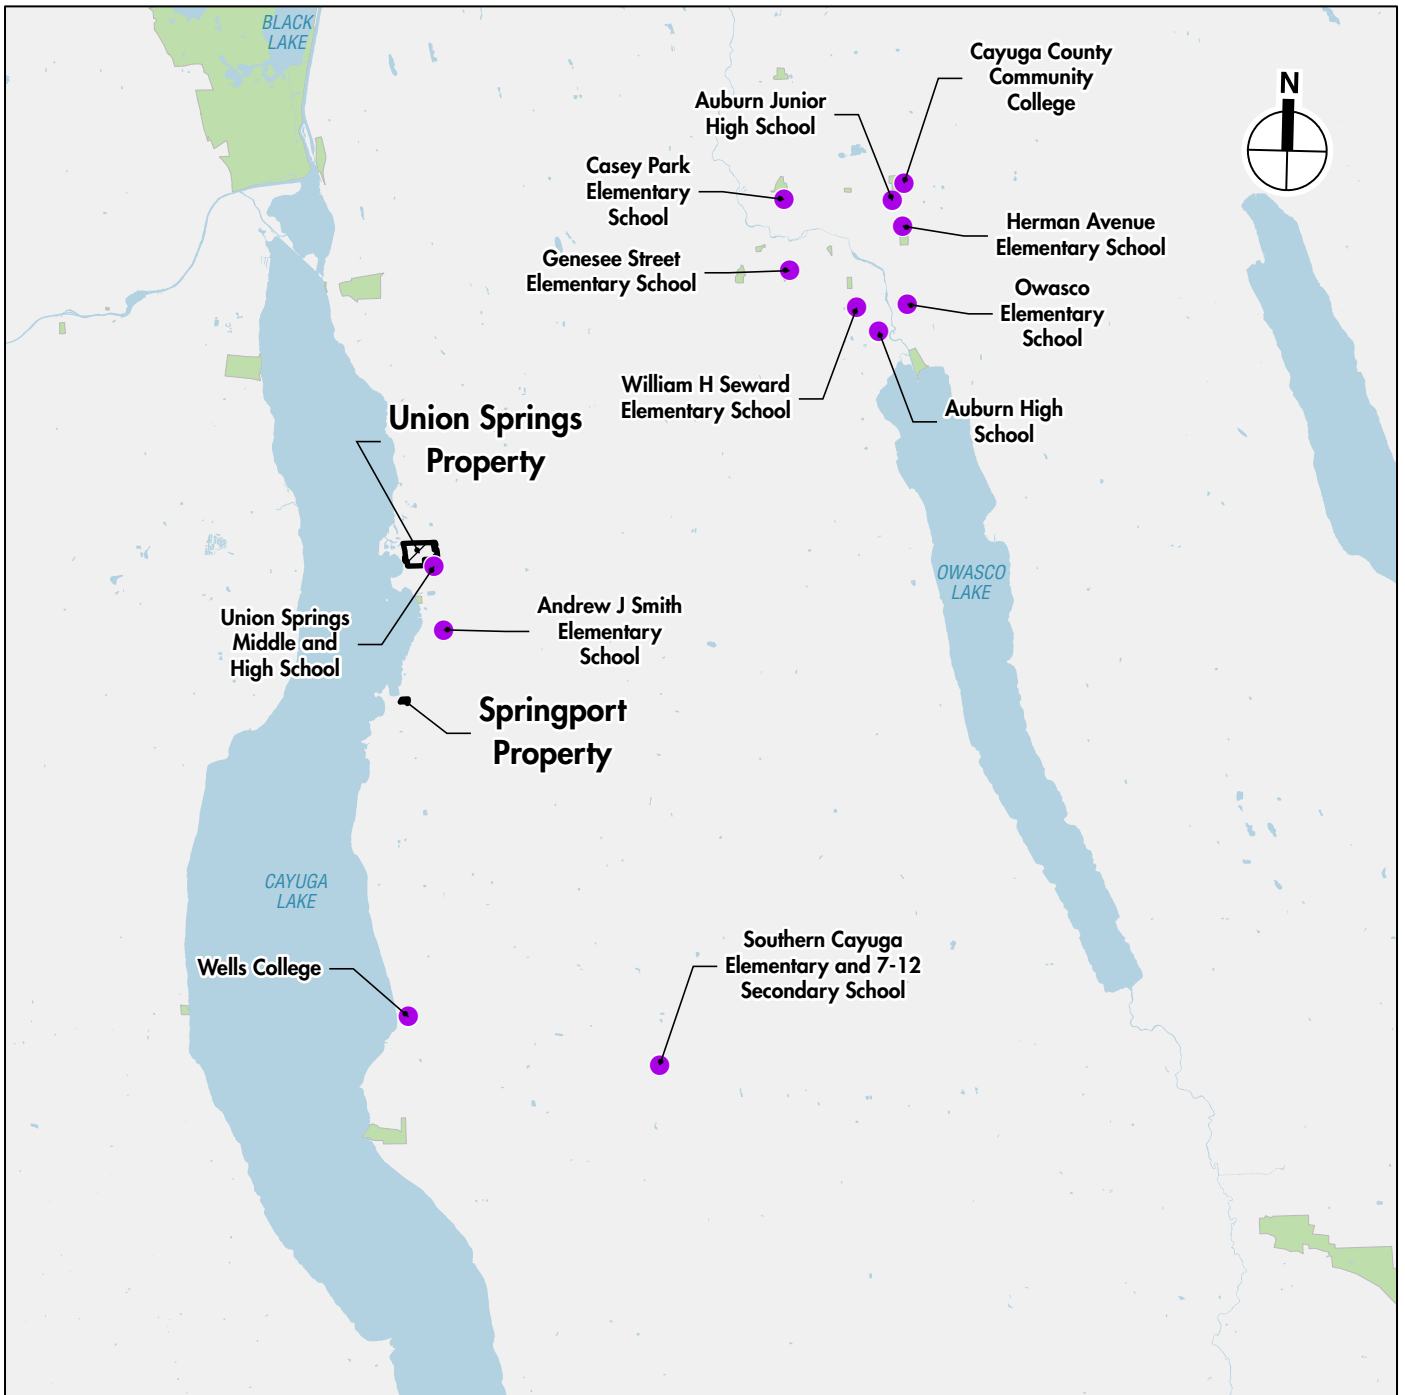 BLACK
LAKE
Cayuga County
Community
College
N
Auburn Junior
High School
Casey Park
Elementary
School
Herman Avenue
Elementary School
Genesee Street
Elementary School
Owasco
Elementary
School
William H Seward
Elementary School
Auburn High
School
Union Springs
Property
OWASCO
LAKE
Union Springs
Middle and
High School
Andrew J Smith
Elementary
School
Springport
Property
CAYUGA
LAKE
Wells College
Southern Cayuga
Elementary and 7-12
Secondary School